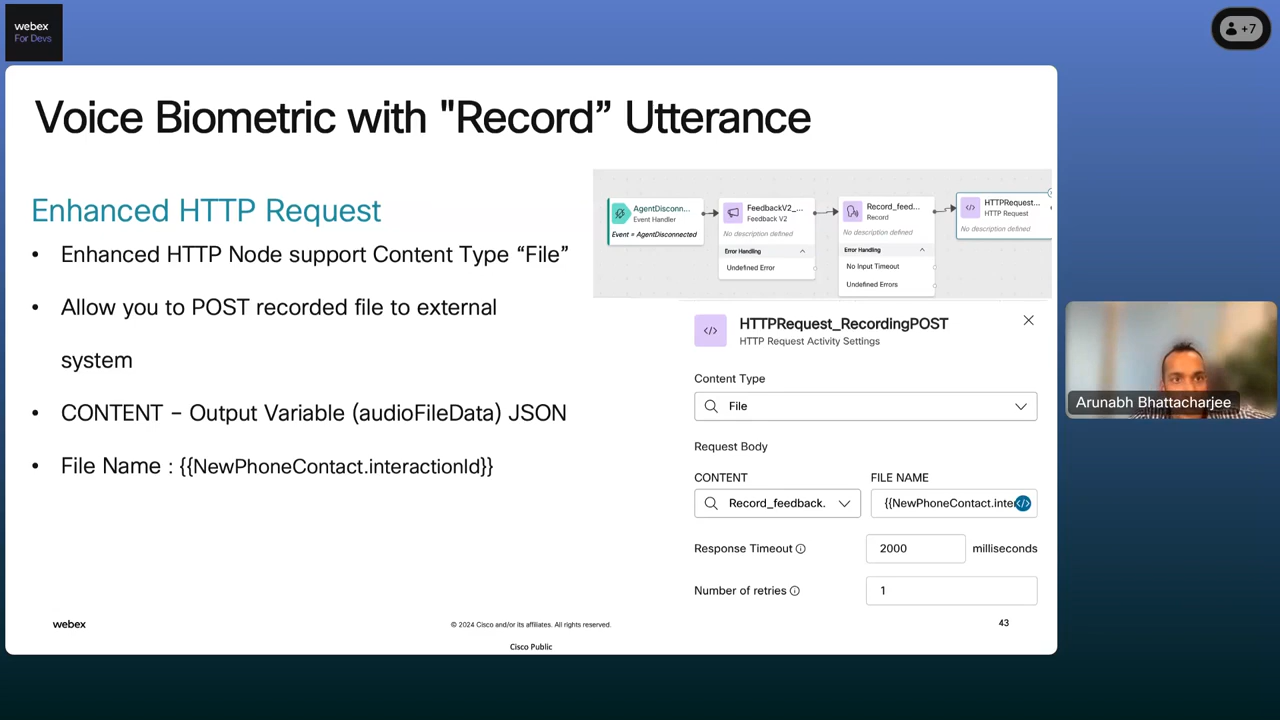 webex
For Devs
+7
Voice Biometric with "Record” Utterance
Enhanced HTTP Request
• Enhanced HTTP Node support Content Type “File”
• Allow you to POST recorded file to external
system
• CONTENT – Output Variable (audioFileData) JSON
• File Name : {{NewPhoneContact.interactionId}}
AgentDisconn...
Event Handler
Event = AgentDisconnected
FeedbackV2_...
Feedback V2
No description defined
Error Handling
Undefined Error
Record_feed...
Record
No description defined
Error Handling
No Input Timeout
Undefined Errors
HTTPReques...
HTTP Request
No description defined
HTTPRequest_RecordingPOST
HTTP Request Activity Settings
Content Type
File
Request Body
CONTENT
FILE NAME
Record_feedback.
{{NewPhoneContact.inte
Response Timeout
2000
milliseconds
Number of retries
1
Arunabh Bhattacharjee
webex
© 2024 Cisco and/or its affiliates. All rights reserved.
43
Cisco Public